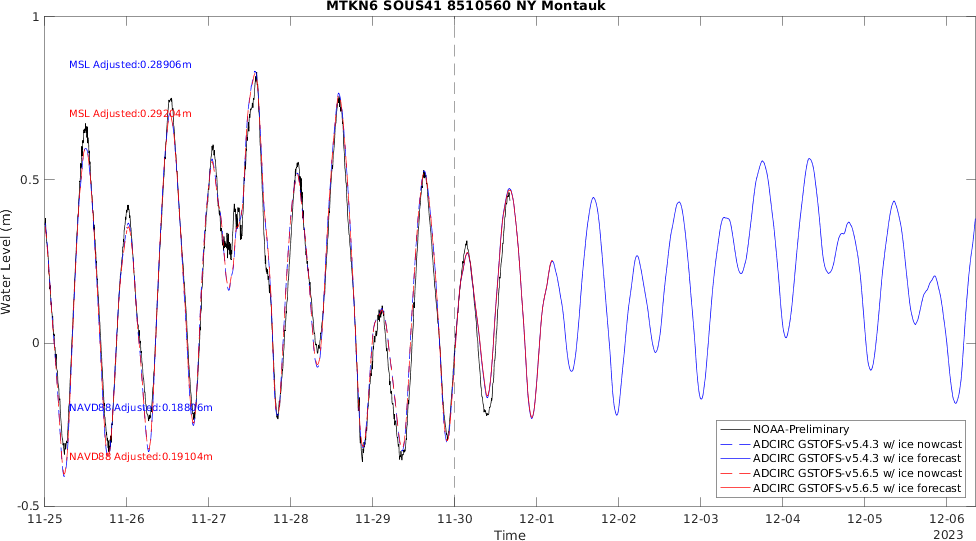 MTKN6 SOUS41 8510560 NY Montauk
1
MSL Adjusted:0.28906m
MSL Adjusted:0.29204m
0.5
Water Level (m)
0
NAVD88 Adjusted:0.18806m
NAVD88 Adjusted:0.19104m
NOAA-Preliminary
ADCIRC GSTOFS-v5.4.3 w/ ice nowcast
ADCIRC GSTOFS-v5.4.3 w/ ice forecast
ADCIRC GSTOFS-v5.6.5 w/ ice nowcast
ADCIRC GSTOFS-v5.6.5 w/ ice forecast
-0.5
11-25 11-26 11-27 11-28 11-29 11-30 12-01 12-02 12-03 12-04 12-05 12-06
Time 2023